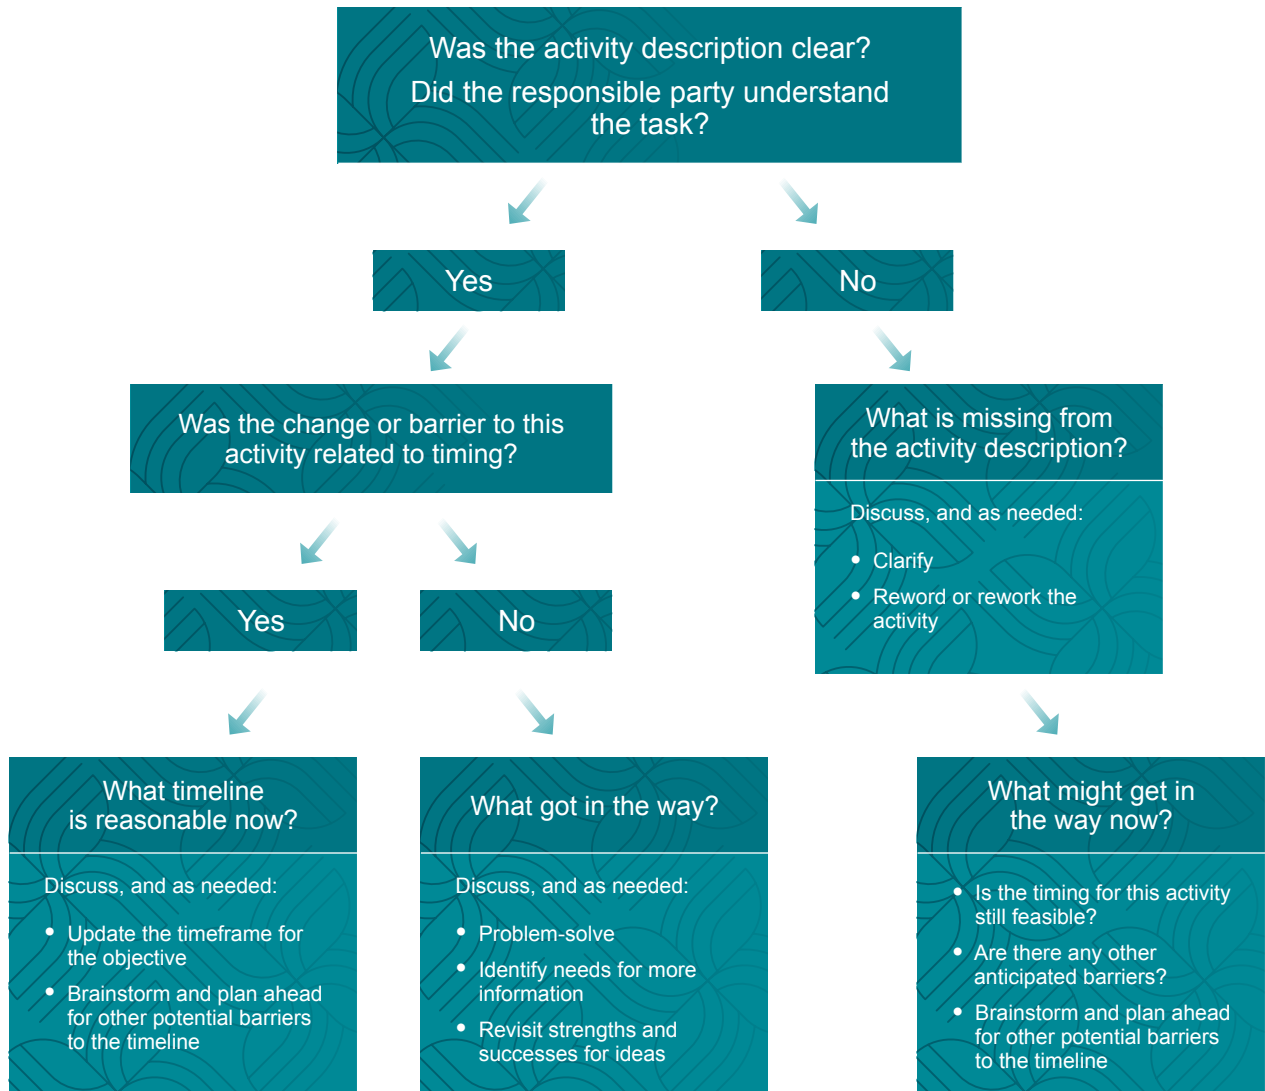 Was the activity description clear?
Did the responsible party understand
the task?
Yes
No
Was the change or barrier to this
activity related to timing?
What is missing from
the activity description?
Discuss, and as needed:
• Clarify
• Reword or rework the
activity
Yes
No
What timeline
is reasonable now?
Discuss, and as needed:
• Update the timeframe for
the objective
• Brainstorm and plan ahead
for other potential barriers
to the timeline
What got in the way?
Discuss, and as needed:
• Problem-solve
• Identify needs for more
information
• Revisit strengths and
successes for ideas
What might get in
the way now?
• Is the timing for this activity
still feasible?
• Are there any other
anticipated barriers?
• Brainstorm and plan ahead
for other potential barriers
to the timeline